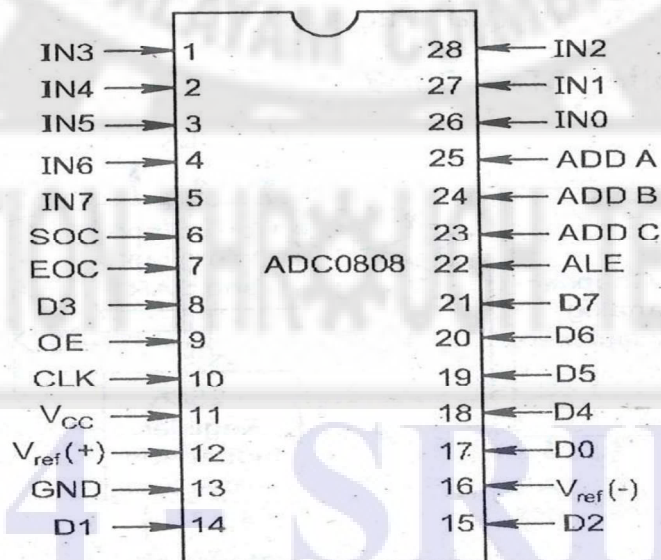 IN3 1 28 IN2
IN4 2 27 IN1
IN5 3 26 IN0
IN6 4 25 ADD A
IN7 5 24 ADD B
SOC 6 23 ADD C
EOC 7 ADC0808 22 ALE
D3 8 21 D7
OE 9 20 D6
CLK 10 19 D5
VCC 11 18 D4
Vref(+) 12 17 D0
GND 13 16 Vref(-)
D1 14 15 D2
4 - SRU